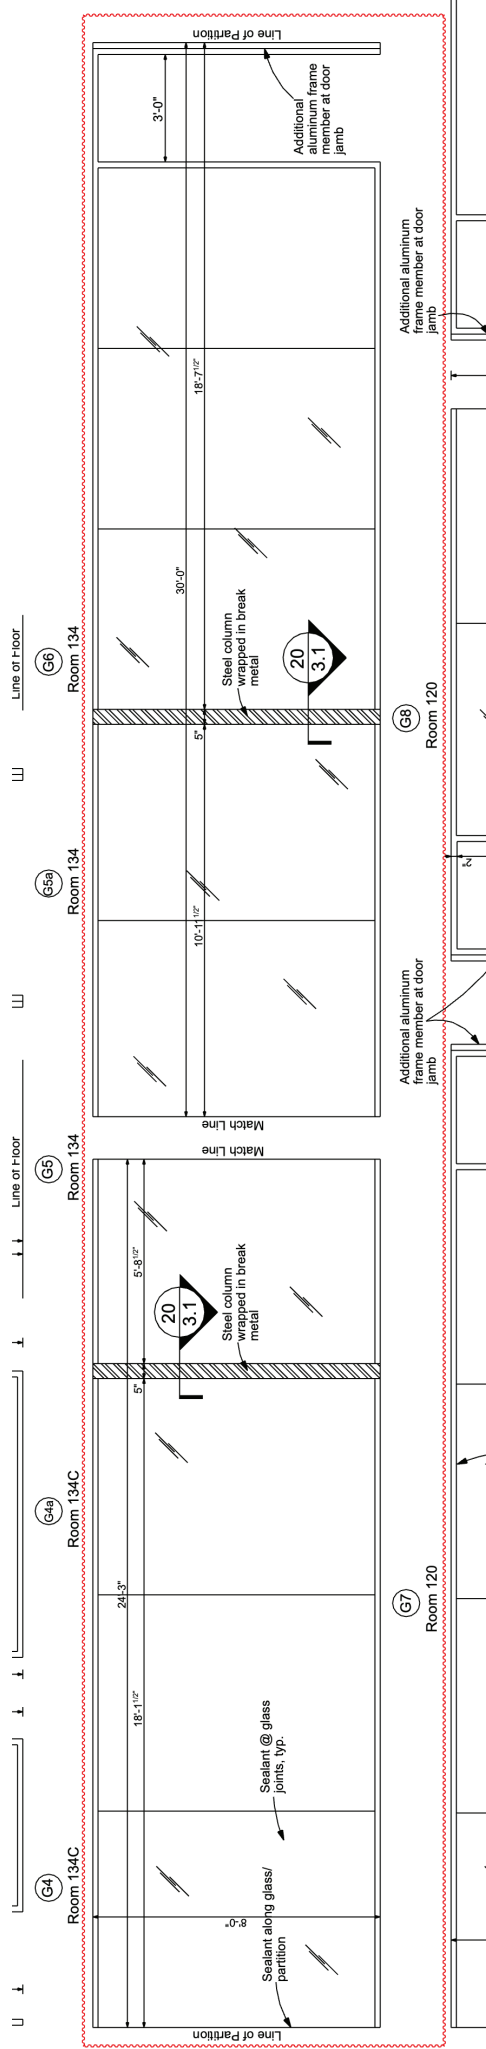 Line of Floor
Line of Floor
G4
Room 134C
G4a
Room 134C
G5
Room 134
G5a
Room 134
G6
Room 134
Line of Partition
24'-3"
18'-1 1/2"
5"
5'-8 1/2"
8'-0"
Sealant along glass/
partition
Sealant @ glass
joints, typ.
20
3.1
Steel column
wrapped in break
metal
Match Line
Match Line
30'-0"
10'-11 1/2"
5"
18'-7 1/2"
3'-0"
Steel column
wrapped in break
metal
20
3.1
Additional
aluminum frame
member at door
jamb
Line of Partition
G7
Room 120
G8
Room 120
Additional aluminum
frame member at door
jamb
Additional aluminum
frame member at door
jamb
2"